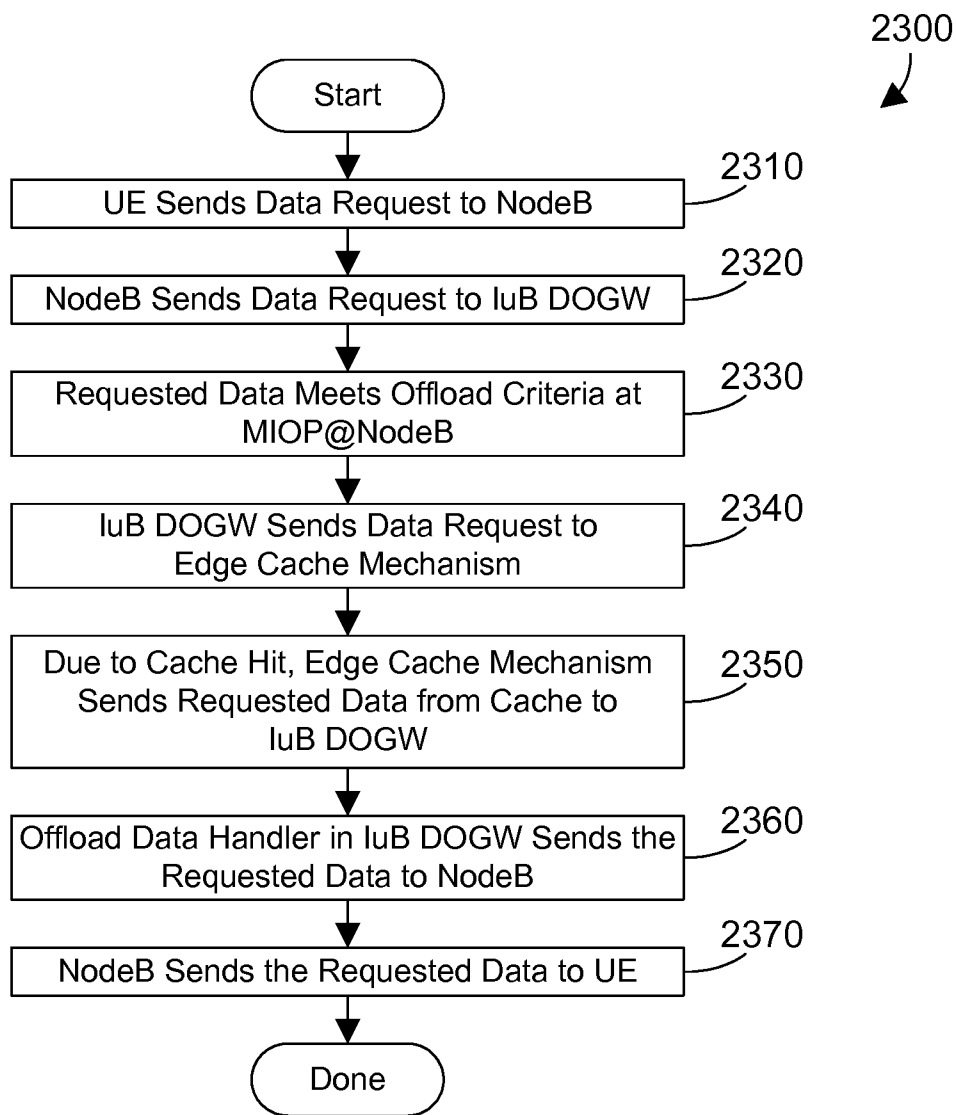 2300
Start
2310
UE Sends Data Request to NodeB
2320
NodeB Sends Data Request to IuB DOGW
2330
Requested Data Meets Offload Criteria at
MIOP@NodeB
2340
IuB DOGW Sends Data Request to
Edge Cache Mechanism
2350
Due to Cache Hit, Edge Cache Mechanism
Sends Requested Data from Cache to
IuB DOGW
2360
Offload Data Handler in IuB DOGW Sends the
Requested Data to NodeB
2370
NodeB Sends the Requested Data to UE
Done